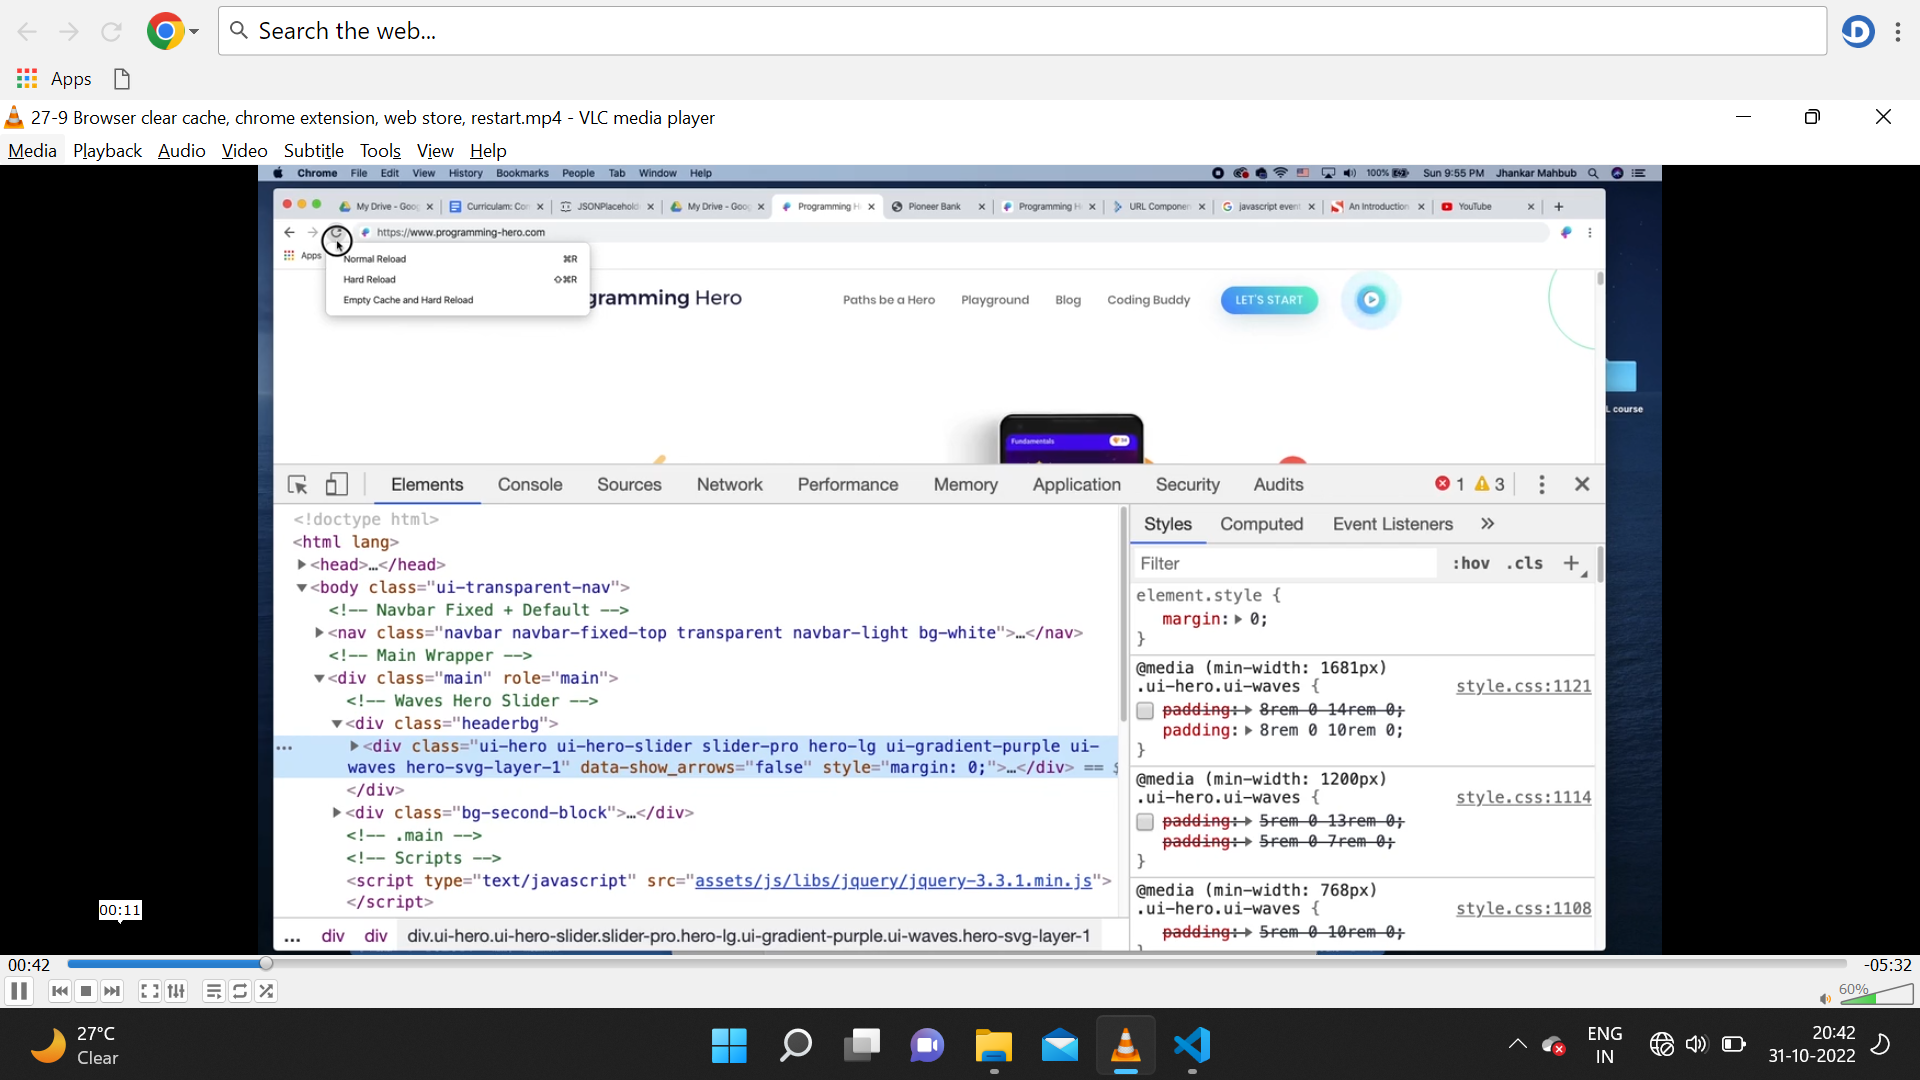 Search the web...
Apps
27-9 Browser clear cache, chrome extension, web store, restart.mp4 - VLC media player
Media Playback Audio Video Subtitle Tools View Help
Chrome File Edit View History Bookmarks People Tab Window Help 100% Sun 9:55 PM Jhankar Mahbub
My Drive - Goog Curriculam: Con JSONPlacehold My Drive - Goog Programming H Pioneer Bank Programming H URL Componen javascript event An Introduction YouTube
https://www.programming-hero.com
Apps
Normal Reload ⌘R
Hard Reload ⇧⌘R
Empty Cache and Hard Reload
gramming Hero Paths be a Hero Playground Blog Coding Buddy LET'S START
L course
Fundamentals
Elements Console Sources Network Performance Memory Application Security Audits 1 3
<!doctype html>
<html lang>
<head>…</head>
<body class="ui-transparent-nav">
<!-- Navbar Fixed + Default -->
<nav class="navbar navbar-fixed-top transparent navbar-light bg-white">…</nav>
<!-- Main Wrapper -->
<div class="main" role="main">
<!-- Waves Hero Slider -->
<div class="headerbg">
<div class="ui-hero ui-hero-slider slider-pro hero-lg ui-gradient-purple ui-
waves hero-svg-layer-1" data-show_arrows="false" style="margin: 0;">…</div> == $
</div>
<div class="bg-second-block">…</div>
<!-- .main -->
<!-- Scripts -->
<script type="text/javascript" src="assets/js/libs/jquery/jquery-3.3.1.min.js">
</script>
... div div div.ui-hero.ui-hero-slider.slider-pro.hero-lg.ui-gradient-purple.ui-waves.hero-svg-layer-1
Styles Computed Event Listeners »
Filter :hov .cls +
element.style {
margin: 0;
}
@media (min-width: 1681px)
.ui-hero.ui-waves { style.css:1121
padding: 8rem 0 14rem 0;
padding: 8rem 0 10rem 0;
}
@media (min-width: 1200px)
.ui-hero.ui-waves { style.css:1114
padding: 5rem 0 13rem 0;
padding: 5rem 0 7rem 0;
}
@media (min-width: 768px)
.ui-hero.ui-waves { style.css:1108
padding: 5rem 0 10rem 0;
00:11
00:42 -05:32
60%
27°C
Clear
ENG
IN
20:42
31-10-2022